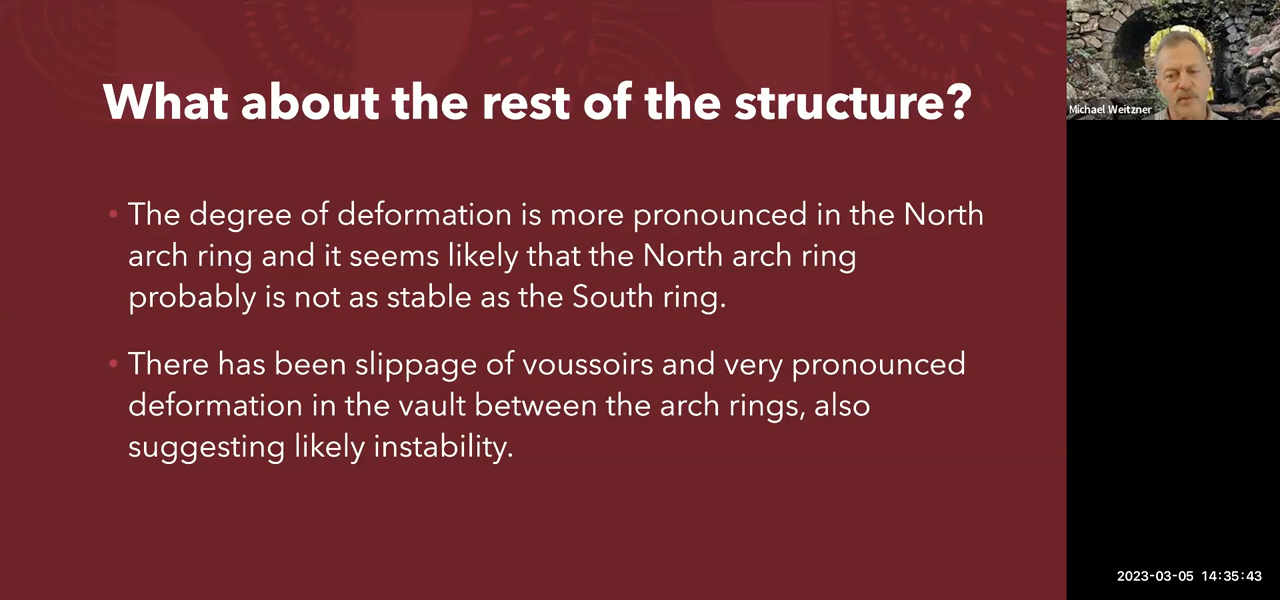 What about the rest of the structure?
• The degree of deformation is more pronounced in the North
arch ring and it seems likely that the North arch ring
probably is not as stable as the South ring.
• There has been slippage of voussoirs and very pronounced
deformation in the vault between the arch rings, also
suggesting likely instability.
Michael Weitzner
2023-03-05 14:35:43